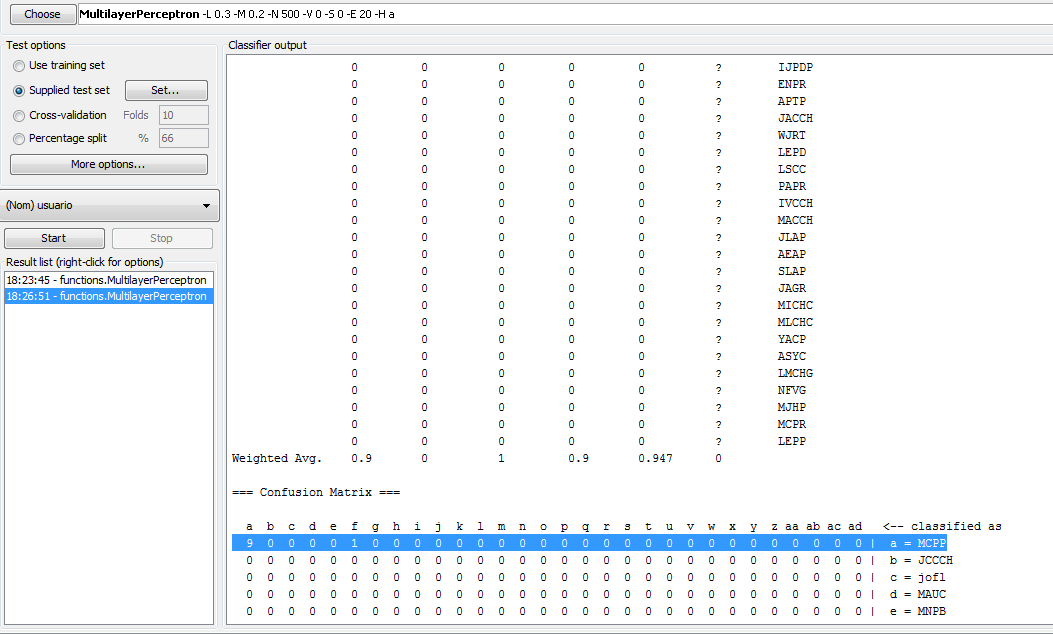 Choose MultilayerPerceptron -L 0.3 -M 0.2 -N 500 -V 0 -S 0 -E 20 -H a
Test options
Use training set
Supplied test set Set...
Cross-validation Folds 10
Percentage split % 66
More options...
(Nom) usuario
Start Stop
Result list (right-click for options)
18:23:45 - functions.MultilayerPerceptron
18:26:51 - functions.MultilayerPerceptron
Classifier output
0 0 0 0 0 ? IJPDP
0 0 0 0 0 ? ENPR
0 0 0 0 0 ? APTP
0 0 0 0 0 ? JACCH
0 0 0 0 0 ? WJRT
0 0 0 0 0 ? LEPD
0 0 0 0 0 ? LSCC
0 0 0 0 0 ? PAPR
0 0 0 0 0 ? IVCCH
0 0 0 0 0 ? MACCH
0 0 0 0 0 ? JLAP
0 0 0 0 0 ? AEAP
0 0 0 0 0 ? SLAP
0 0 0 0 0 ? JAGR
0 0 0 0 0 ? MICHC
0 0 0 0 0 ? MLCHC
0 0 0 0 0 ? YACP
0 0 0 0 0 ? ASYC
0 0 0 0 0 ? LMCHG
0 0 0 0 0 ? NFVG
0 0 0 0 0 ? MJHP
0 0 0 0 0 ? MCPR
0 0 0 0 0 ? LEPP
Weighted Avg. 0.9 0 1 0.9 0.947 0
=== Confusion Matrix ===
a b c d e f g h i j k l m n o p q r s t u v w x y z aa ab ac ad <-- classified as
9 0 0 0 0 1 0 0 0 0 0 0 0 0 0 0 0 0 0 0 0 0 0 0 0 0 0 0 0 0 | a = MCPP
0 0 0 0 0 0 0 0 0 0 0 0 0 0 0 0 0 0 0 0 0 0 0 0 0 0 0 0 0 0 | b = JCCCH
0 0 0 0 0 0 0 0 0 0 0 0 0 0 0 0 0 0 0 0 0 0 0 0 0 0 0 0 0 0 | c = jofl
0 0 0 0 0 0 0 0 0 0 0 0 0 0 0 0 0 0 0 0 0 0 0 0 0 0 0 0 0 0 | d = MAUC
0 0 0 0 0 0 0 0 0 0 0 0 0 0 0 0 0 0 0 0 0 0 0 0 0 0 0 0 0 0 | e = MNPB